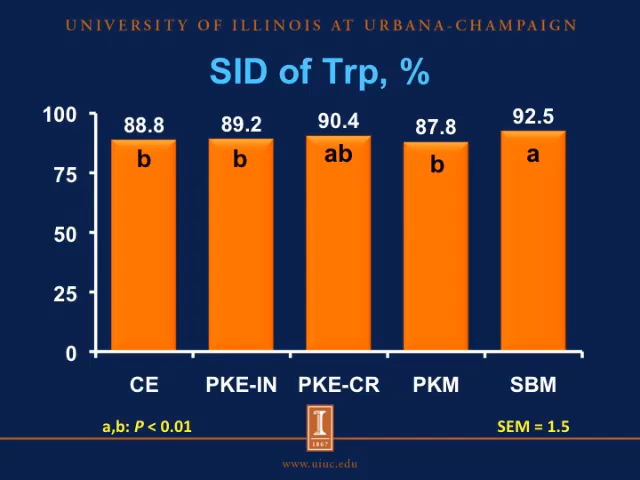 UNIVERSITY OF ILLINOIS AT URBANA-CHAMPAIGN
SID of Trp, %
100
75
50
25
0
88.8
89.2
90.4
87.8
92.5
b
b
ab
b
a
CE
PKE-IN
PKE-CR
PKM
SBM
a,b: P < 0.01
SEM = 1.5
I
1867
www.uiuc.edu